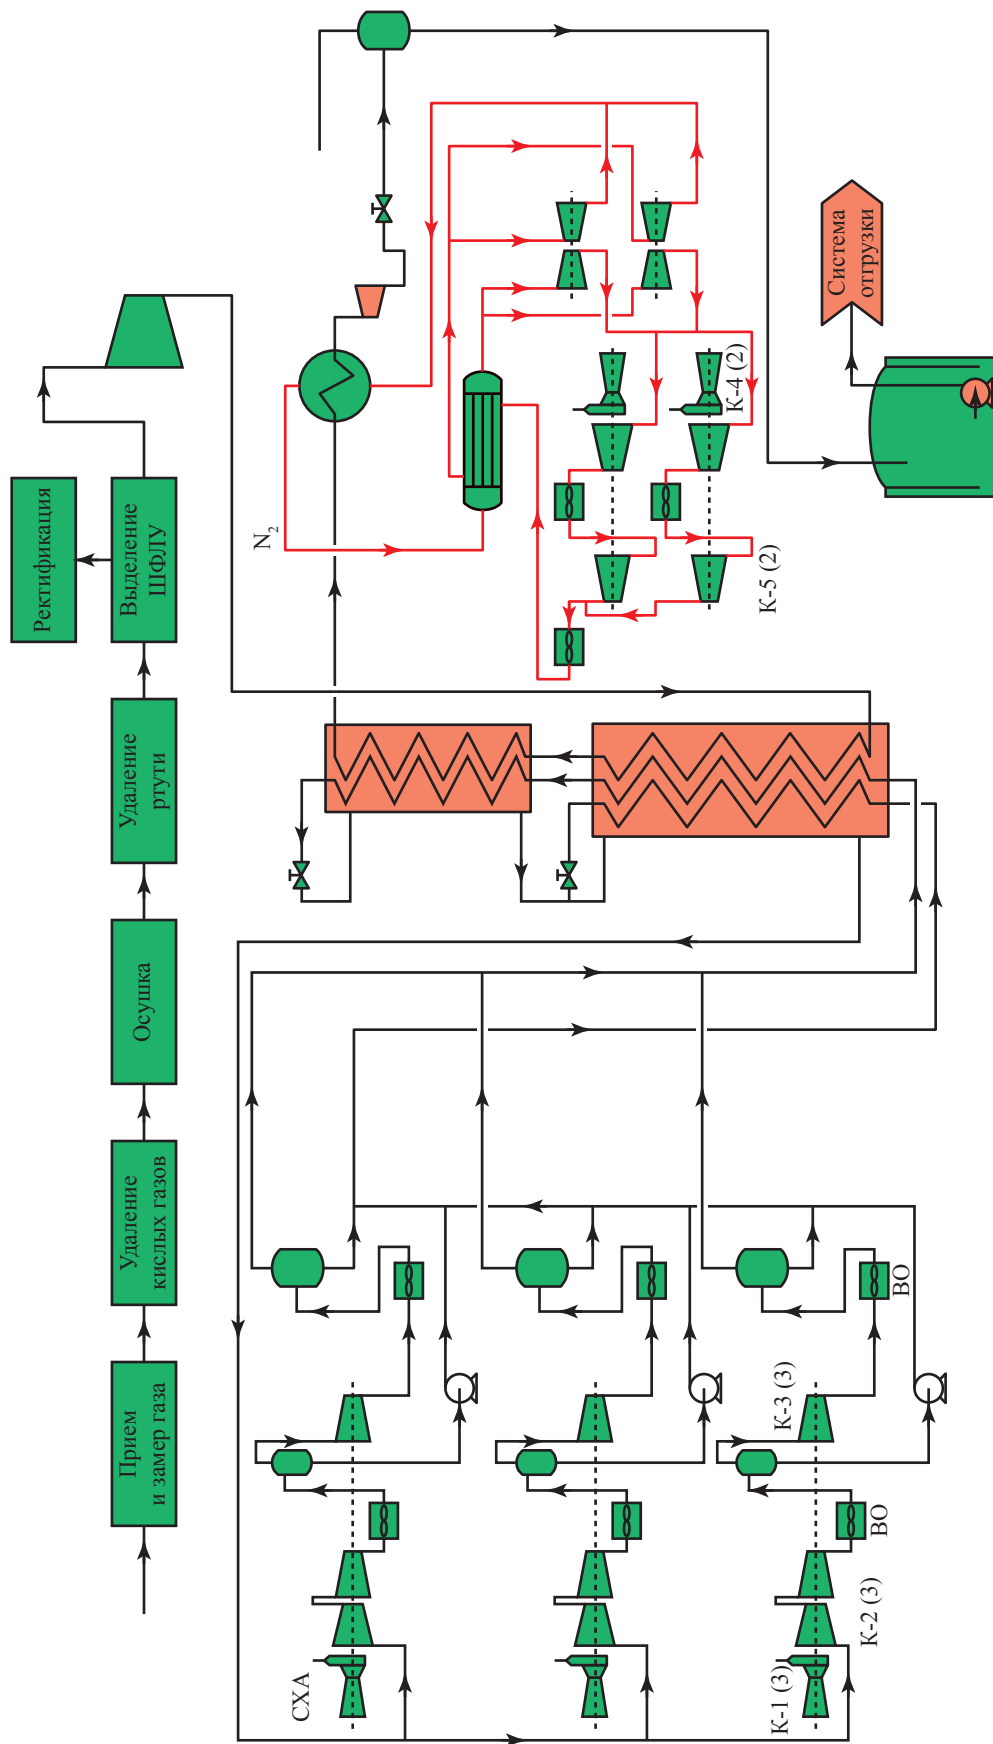 Прием
и замер газа
Удаление
кислых газов
Осушка
Удаление
ртути
Выделение
ШФЛУ
Ректификация
N2
Система
отгрузки
К-4 (2)
К-5 (2)
СХА
ВО
ВО
К-3 (3)
К-2 (3)
К-1 (3)